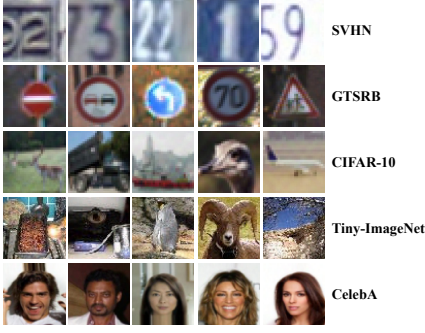 92 73 22 1 59 SVHN
70 GTSRB
CIFAR-10
Tiny-ImageNet
CelebA